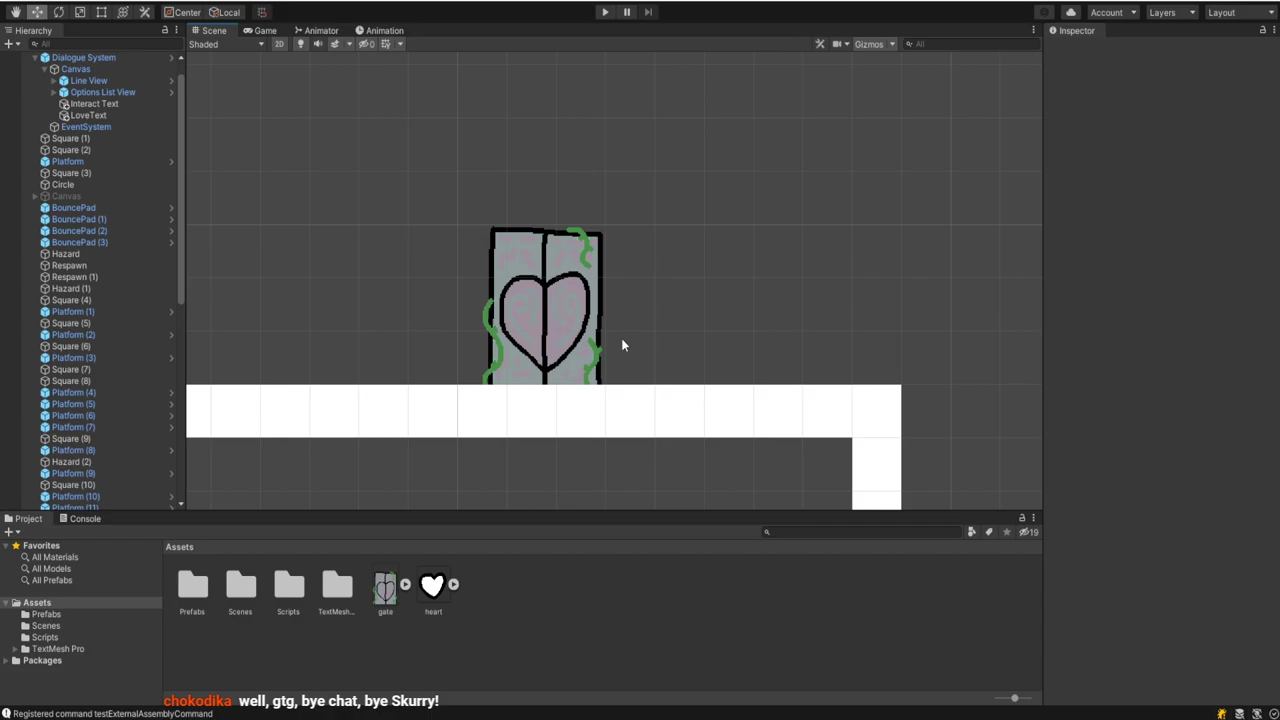 Center
Local
Account
Layers
Layout
Hierarchy
Scene
Game
Animator
Animation
Inspector
All
Shaded
2D
0
Gizmos
All
Dialogue System
Canvas
Line View
Options List View
Interact Text
LoveText
EventSystem
Square (1)
Square (2)
Platform
Square (3)
Circle
Canvas
BouncePad
BouncePad (1)
BouncePad (2)
BouncePad (3)
Hazard
Respawn
Respawn (1)
Hazard (1)
Square (4)
Platform (1)
Square (5)
Platform (2)
Square (6)
Platform (3)
Square (7)
Square (8)
Platform (4)
Platform (5)
Platform (6)
Platform (7)
Square (9)
Platform (8)
Hazard (2)
Platform (9)
Square (10)
Platform (10)
Platform (11)
Project
Console
19
Favorites
All Materials
All Models
All Prefabs
Assets
Prefabs
Scenes
Scripts
TextMesh Pro
Packages
Assets
Prefabs
Scenes
Scripts
TextMesh...
gate
heart
chokodika well, gtg, bye chat, bye Skurry!
Registered command testExternalAssemblyCommand